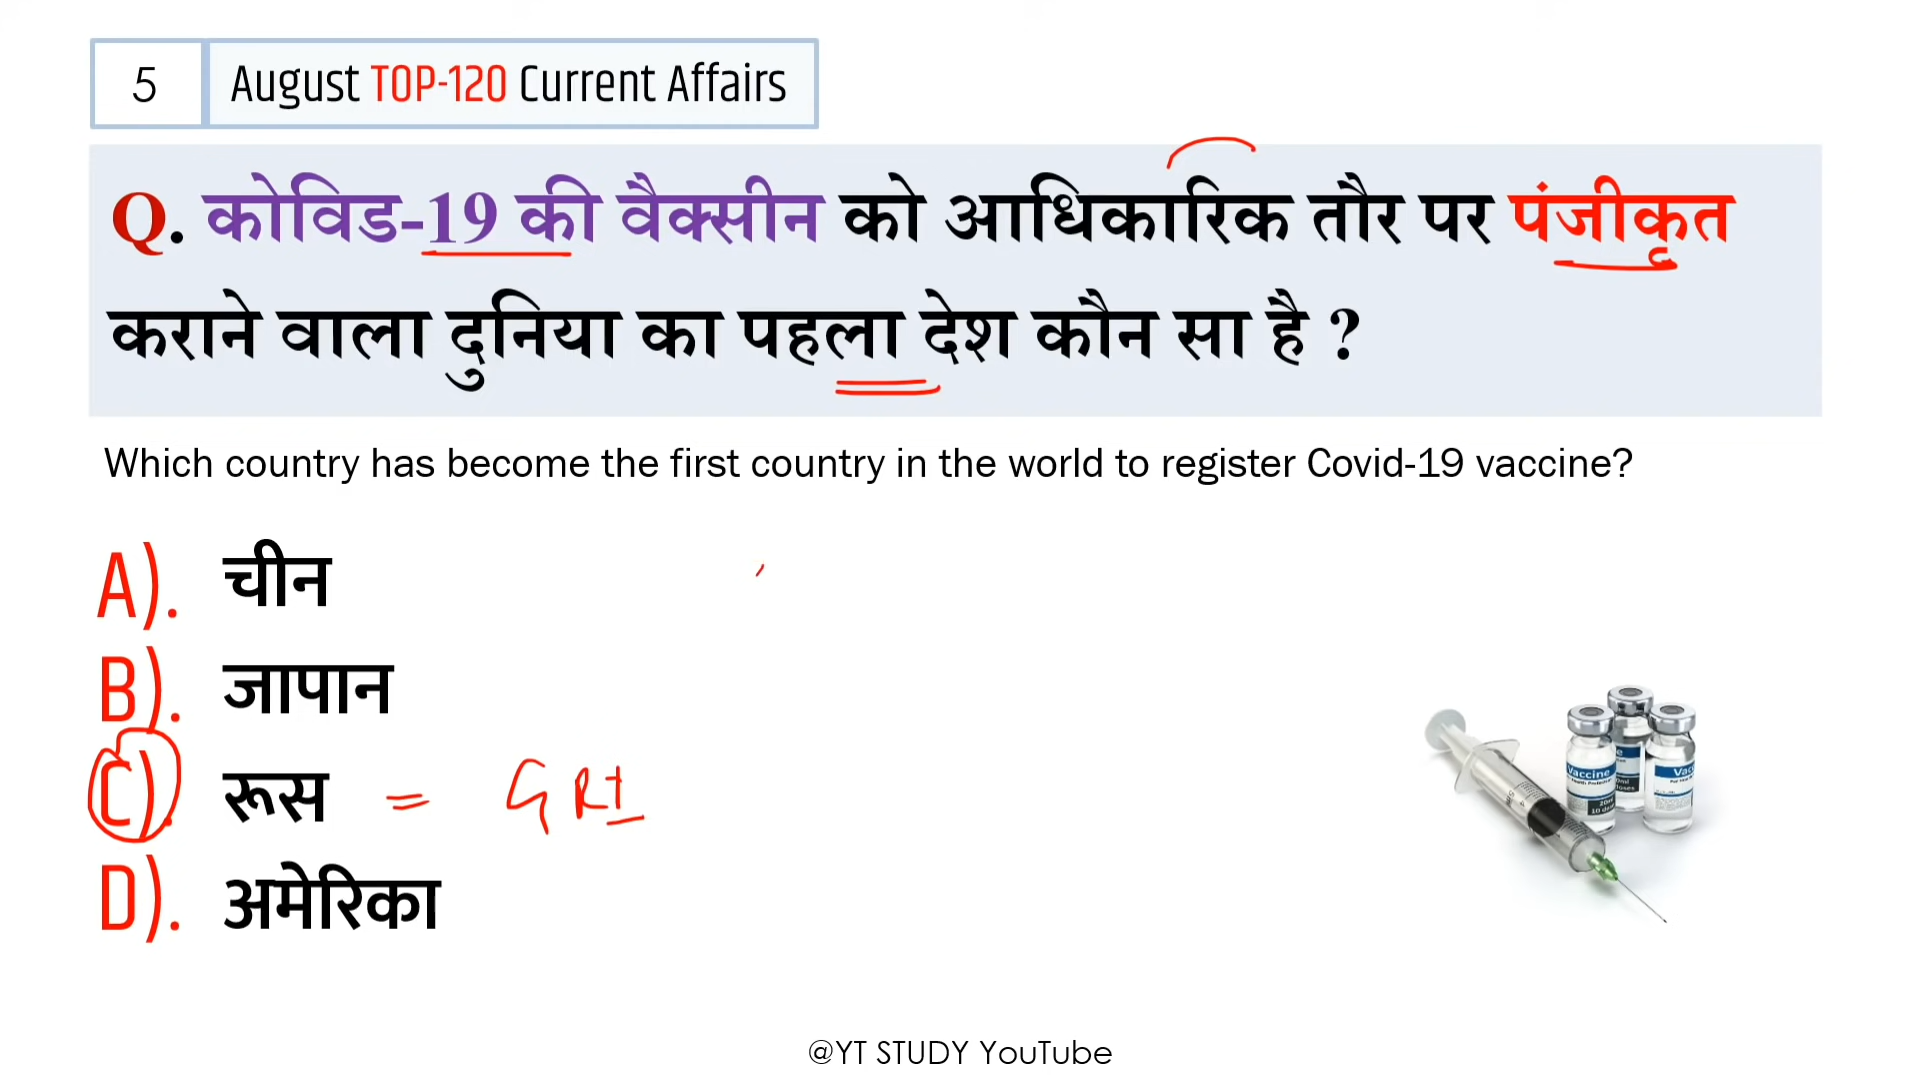 5 August TOP-120 Current Affairs
Q. कोविड-19 की वैक्सीन को आधिकारिक तौर पर पंजीकृत
कराने वाला दुनिया का पहला देश कौन सा है ?
Which country has become the first country in the world to register Covid-19 vaccine?
A). चीन
B). जापान
C). रूस =
D). अमेरिका
Vaccine
@YT STUDY YouTube